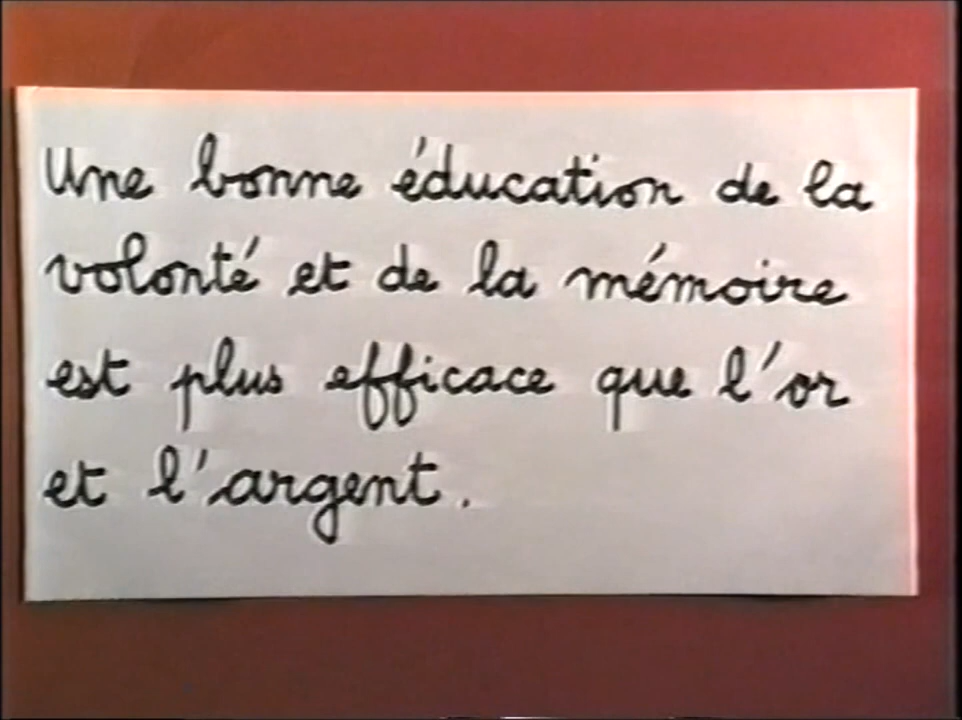 Une bonne éducation de la
volonté et de la mémoire
est plus efficace que l'or
et l'argent.